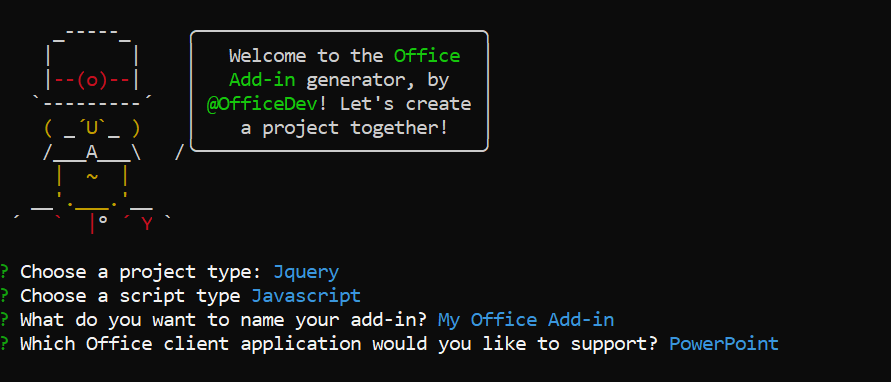 Welcome to the Office
Add-in generator, by
@OfficeDev! Let's create
a project together!
? Choose a project type: Jquery
? Choose a script type Javascript
? What do you want to name your add-in? My Office Add-in
? Which Office client application would you like to support? PowerPoint